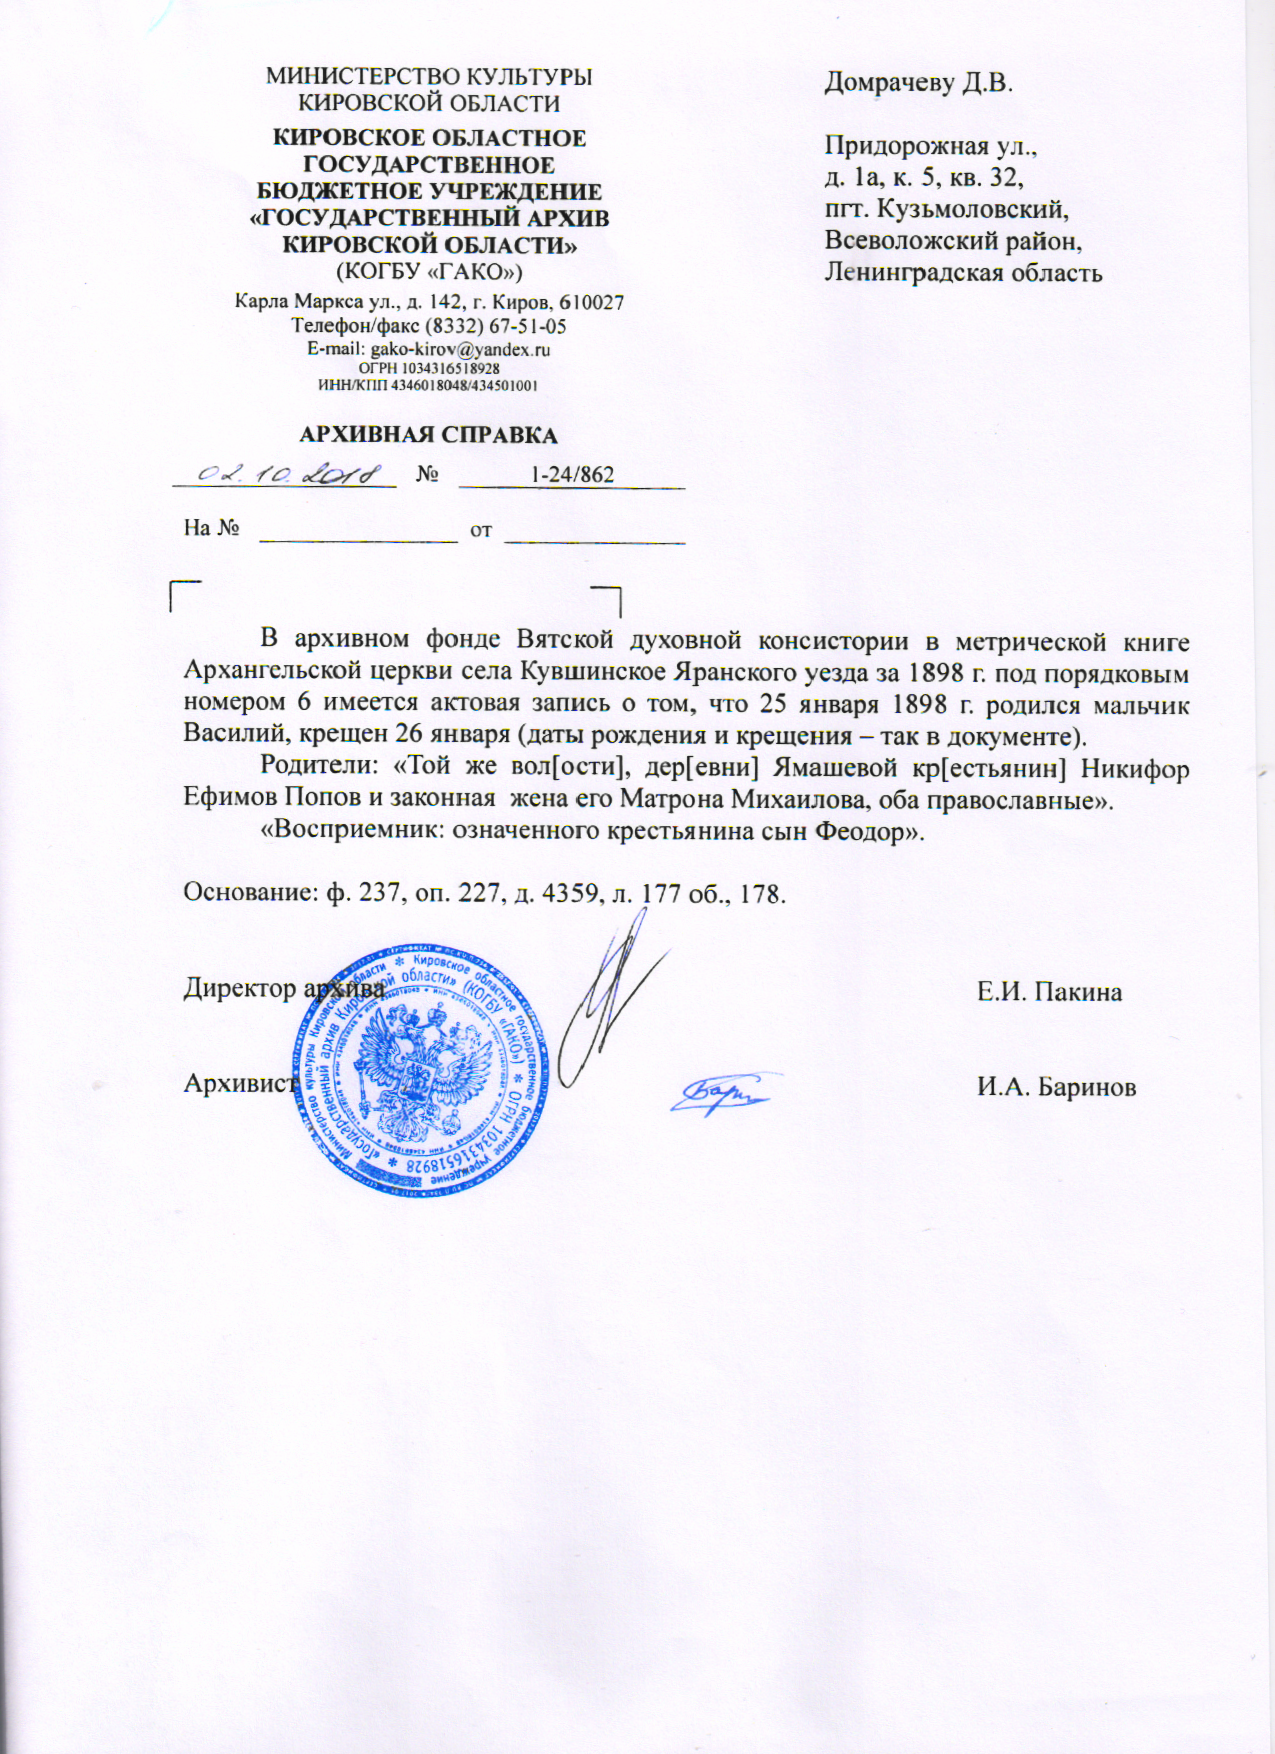 МИНИСТЕРСТВО КУЛЬТУРЫ
КИРОВСКОЙ ОБЛАСТИ
КИРОВСКОЕ ОБЛАСТНОЕ
ГОСУДАРСТВЕННОЕ
БЮДЖЕТНОЕ УЧРЕЖДЕНИЕ
«ГОСУДАРСТВЕННЫЙ АРХИВ
КИРОВСКОЙ ОБЛАСТИ»
(КОГБУ «ГАКО»)
Карла Маркса ул., д. 142, г. Киров, 610027
Телефон/факс (8332) 67-51-05
E-mail: gako-kirov@yandex.ru
ОГРН 1034316518928
ИНН/КПП 4346018048/434501001
АРХИВНАЯ СПРАВКА
02.10.2018 № 1-24/862
На № от
Домрачеву Д.В.
Придорожная ул.,
д. 1а, к. 5, кв. 32,
пгт. Кузьмоловский,
Всеволожский район,
Ленинградская область
В архивном фонде Вятской духовной консистории в метрической книге
Архангельской церкви села Кувшинское Яранского уезда за 1898 г. под порядковым
номером 6 имеется актовая запись о том, что 25 января 1898 г. родился мальчик
Василий, крещен 26 января (даты рождения и крещения – так в документе).
Родители: «Той же вол[ости], дер[евни] Ямашевой кр[естьянин] Никифор
Ефимов Попов и законная жена его Матрона Михаилова, оба православные».
«Восприемник: означенного крестьянина сын Феодор».
Основание: ф. 237, оп. 227, д. 4359, л. 177 об., 178.
Директор архива Е.И. Пакина
Архивист И.А. Баринов
Министерство культуры Кировской области * Кировское областное государственное бюджетное учреждение
«Государственный архив Кировской области» (КОГБУ «ГАКО») * ОГРН 1034316518928 *